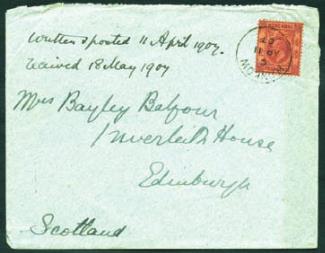 Written & posted 11 April 1907.
Received 18 May 1907
Mrs Bayley Balfour
Inverleith House
Edinburgh
Scotland